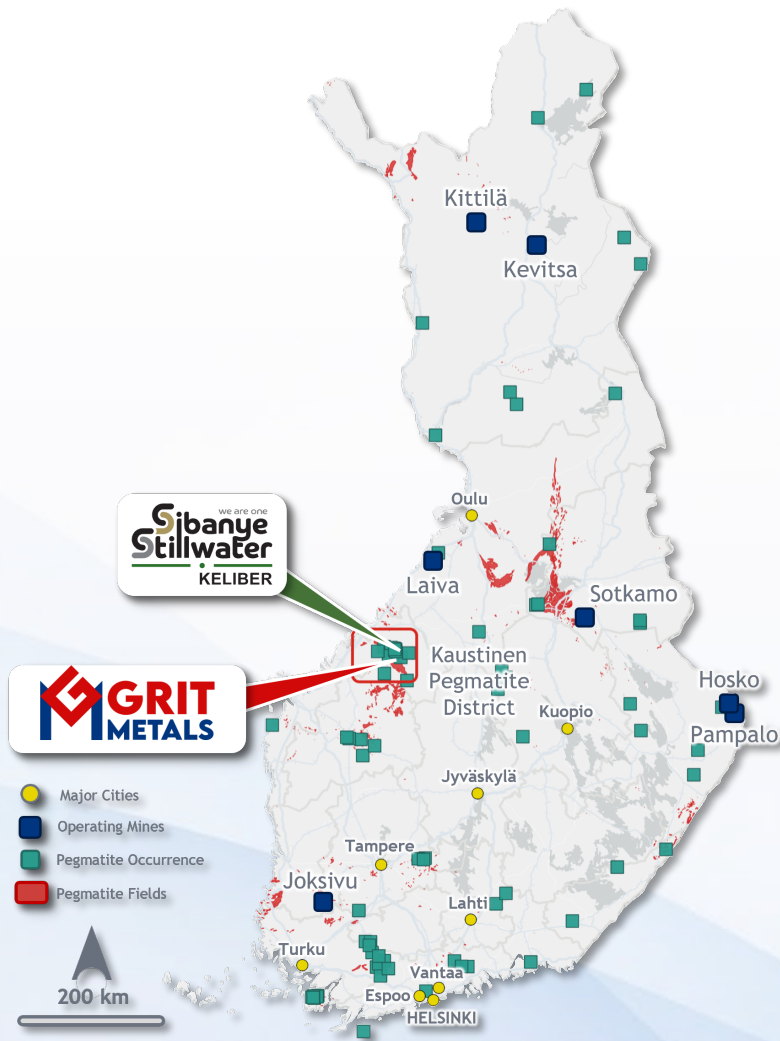 Kittilä
Kevitsa
we are one
Sibanye
Stillwater
KELIBER
Oulu
Laiva
Sotkamo
Kaustinen
Pegmatite
District
GRIT
METALS
Hosko
Pampalo
Kuopio
Jyväskylä
Major Cities
Operating Mines
Pegmatite Occurrence
Pegmatite Fields
Tampere
Joksivu
Lahti
Turku
Vantaa
Espoo
HELSINKI
200 km